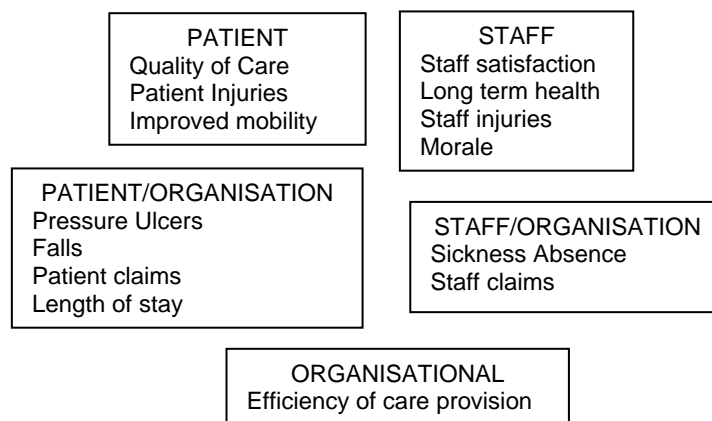 PATIENT
Quality of Care
Patient Injuries
Improved mobility
STAFF
Staff satisfaction
Long term health
Staff injuries
Morale
PATIENT/ORGANISATION
Pressure Ulcers
Falls
Patient claims
Length of stay
STAFF/ORGANISATION
Sickness Absence
Staff claims
ORGANISATIONAL
Efficiency of care provision